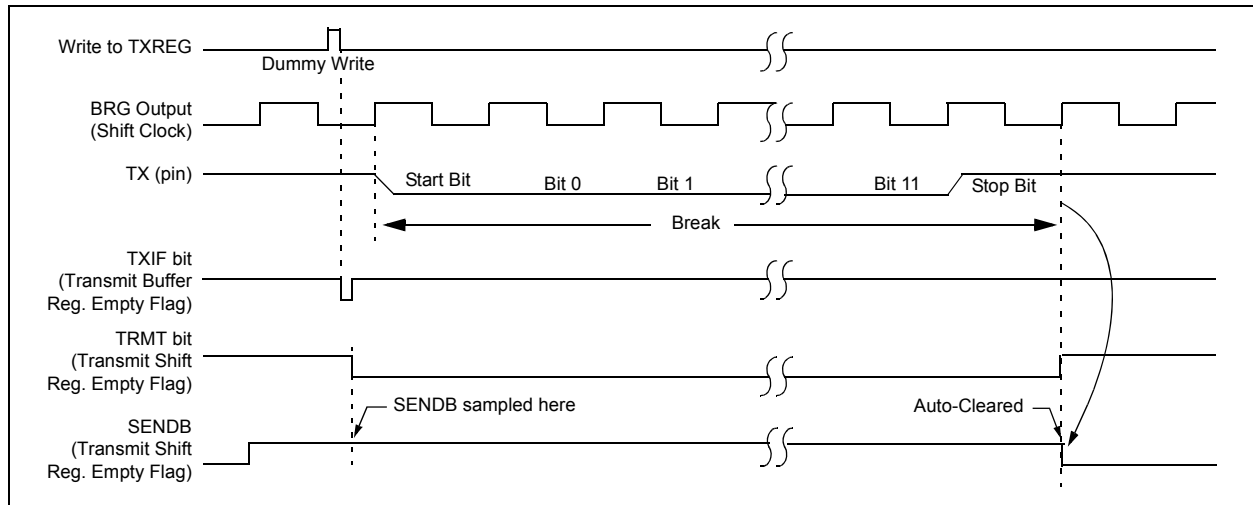 Write to TXREG
Dummy Write
BRG Output
(Shift Clock)
TX (pin)
Start Bit
Bit 0
Bit 1
Bit 11
Stop Bit
Break
TXIF bit
(Transmit Buffer
Reg. Empty Flag)
TRMT bit
(Transmit Shift
Reg. Empty Flag)
SENDB sampled here
Auto-Cleared
SENDB
(Transmit Shift
Reg. Empty Flag)